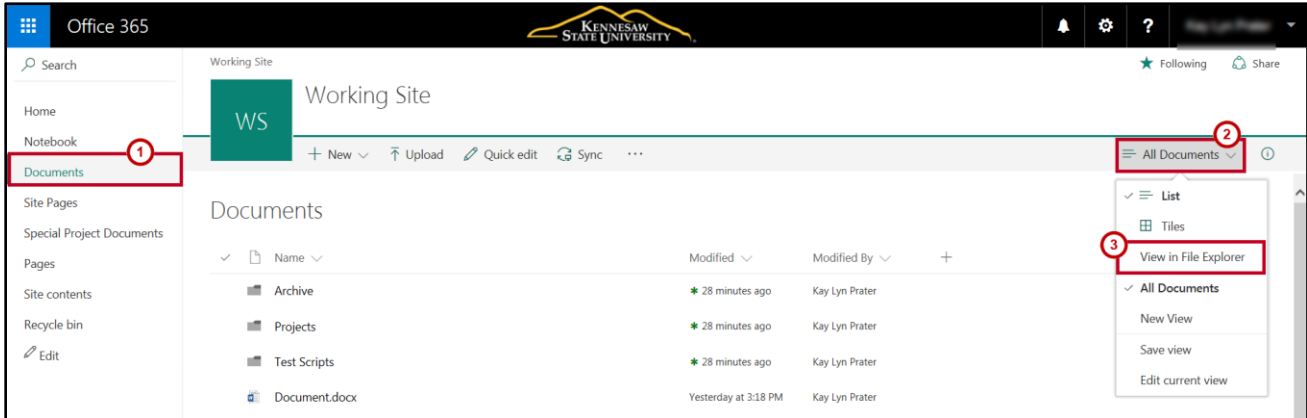 Office 365
KENNESAW
STATE UNIVERSITY
?
Search
Working Site
Following
Share
Working Site
WS
Home
Notebook
1
Documents
Site Pages
Special Project Documents
Pages
Site contents
Recycle bin
Edit
+ New
Upload
Quick edit
Sync
...
2
All Documents
List
Tiles
3
View in File Explorer
All Documents
New View
Save view
Edit current view
Documents
Name Modified Modified By +
Archive 28 minutes ago Kay Lyn Prater
Projects 28 minutes ago Kay Lyn Prater
Test Scripts 28 minutes ago Kay Lyn Prater
Document.docx Yesterday at 3:18 PM Kay Lyn Prater